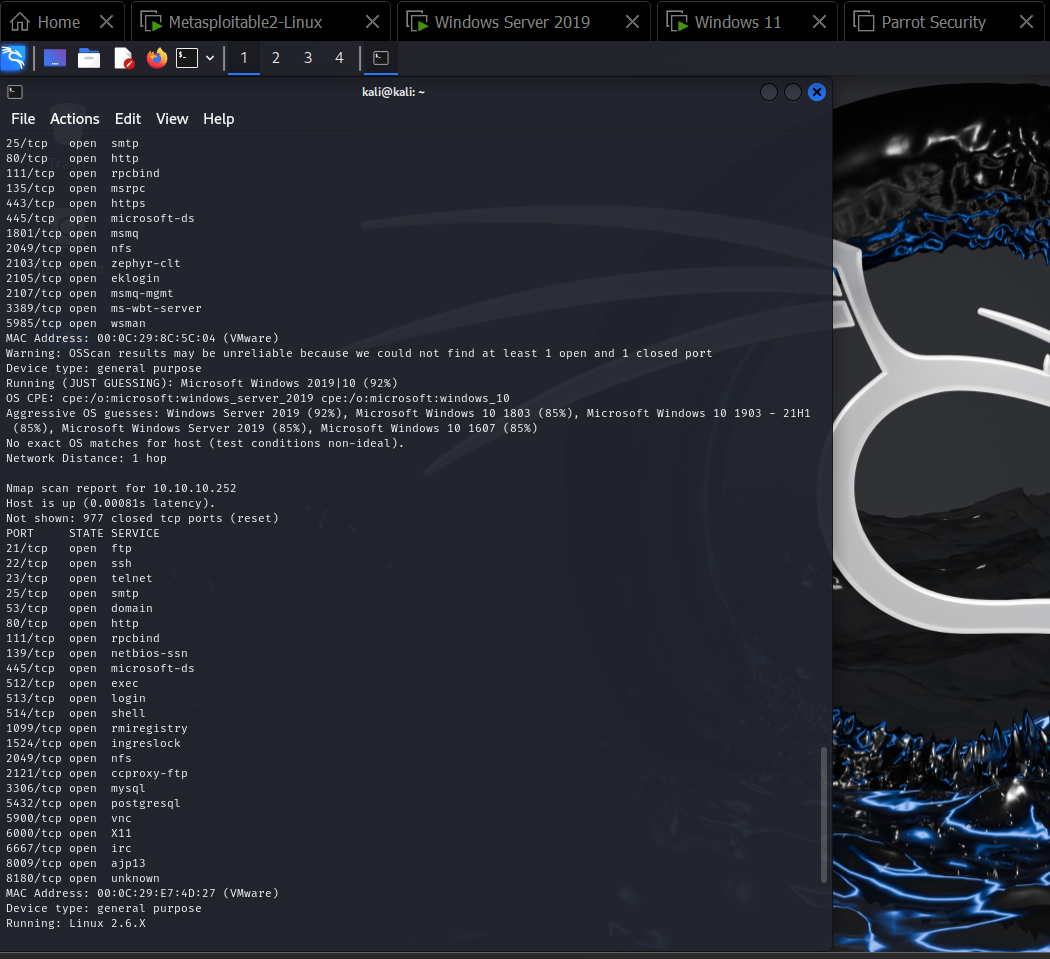 Home
Metasploitable2-Linux
Windows Server 2019
Windows 11
Parrot Security
1 2 3 4
kali@kali: ~
File Actions Edit View Help
25/tcp open smtp
80/tcp open http
111/tcp open rpcbind
135/tcp open msrpc
443/tcp open https
445/tcp open microsoft-ds
1801/tcp open msmq
2049/tcp open nfs
2103/tcp open zephyr-clt
2105/tcp open eklogin
2107/tcp open msmq-mgmt
3389/tcp open ms-wbt-server
5985/tcp open wsman
MAC Address: 00:0C:29:8C:5C:04 (VMware)
Warning: OSScan results may be unreliable because we could not find at least 1 open and 1 closed port
Device type: general purpose
Running (JUST GUESSING): Microsoft Windows 2019|10 (92%)
OS CPE: cpe:/o:microsoft:windows_server_2019 cpe:/o:microsoft:windows_10
Aggressive OS guesses: Windows Server 2019 (92%), Microsoft Windows 10 1803 (85%), Microsoft Windows 10 1903 - 21H1
(85%), Microsoft Windows Server 2019 (85%), Microsoft Windows 10 1607 (85%)
No exact OS matches for host (test conditions non-ideal).
Network Distance: 1 hop
Nmap scan report for 10.10.10.252
Host is up (0.00081s latency).
Not shown: 977 closed tcp ports (reset)
PORT STATE SERVICE
21/tcp open ftp
22/tcp open ssh
23/tcp open telnet
25/tcp open smtp
53/tcp open domain
80/tcp open http
111/tcp open rpcbind
139/tcp open netbios-ssn
445/tcp open microsoft-ds
512/tcp open exec
513/tcp open login
514/tcp open shell
1099/tcp open rmiregistry
1524/tcp open ingreslock
2049/tcp open nfs
2121/tcp open ccproxy-ftp
3306/tcp open mysql
5432/tcp open postgresql
5900/tcp open vnc
6000/tcp open X11
6667/tcp open irc
8009/tcp open ajp13
8180/tcp open unknown
MAC Address: 00:0C:29:E7:4D:27 (VMware)
Device type: general purpose
Running: Linux 2.6.X